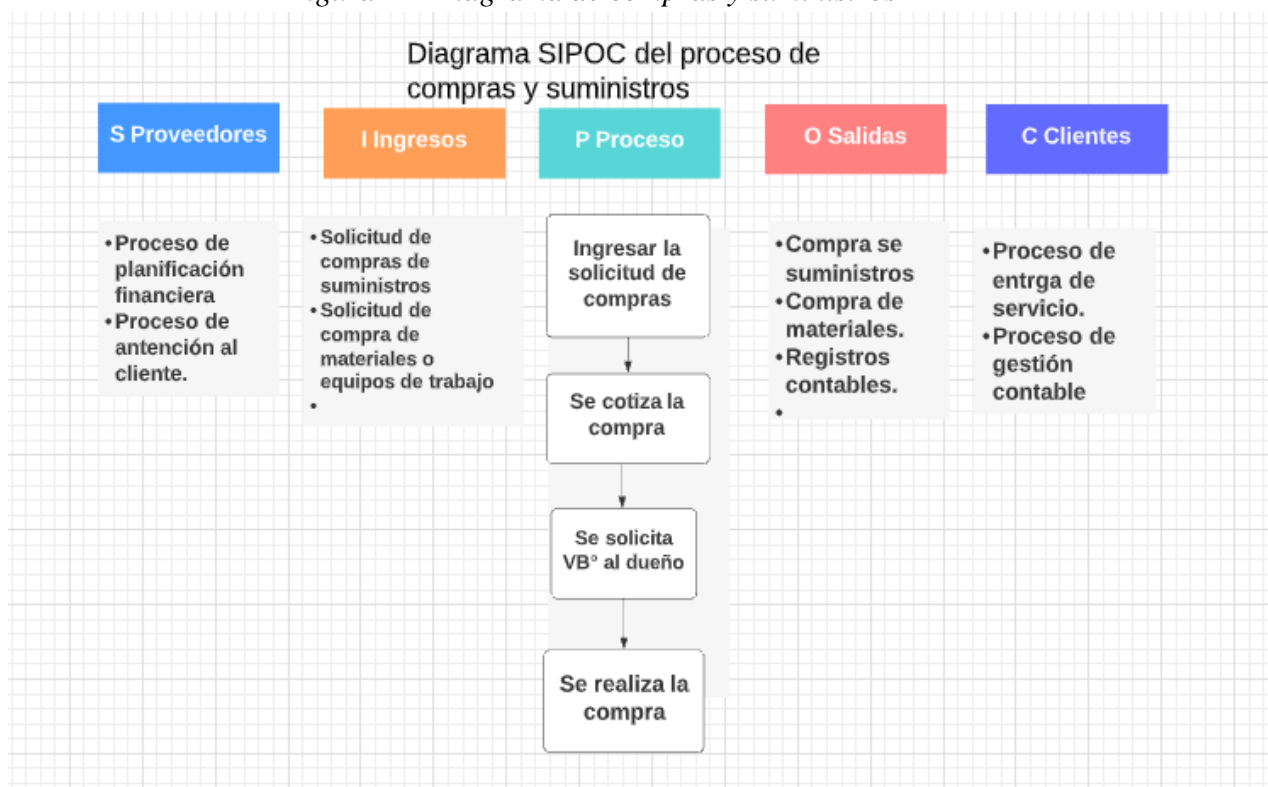 Diagrama SIPOC del proceso de
compras y suministros
S Proveedores
I Ingresos
P Proceso
O Salidas
C Clientes
•Proceso de
planificación
financiera
•Proceso de
antención al
cliente.
•Solicitud de
compras de
suministros
•Solicitud de
compra de
materiales o
equipos de trabajo
•
Ingresar la
solicitud de
compras
Se cotiza la
compra
Se solicita
VB° al dueño
Se realiza la
compra
•Compra se
suministros
•Compra de
materiales.
•Registros
contables.
•
•Proceso de
entrga de
servicio.
•Proceso de
gestión
contable